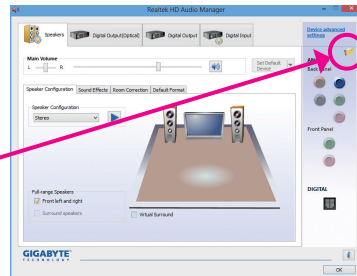 Realtek HD Audio Manager
Speakers
Digital Output(Optical)
Digital Output
Digital Input
Device advanced
settings
Main Volume
L
R
Set Default
Device
Back Panel
Speaker Configuration
Sound Effects
Room Correction
Default Format
Speaker Configuration
Stereo
Front Panel
DIGITAL
Full-range Speakers
Front left and right
Surround speakers
Virtual Surround
GIGABYTE
TECHNOLOGY
i
OK